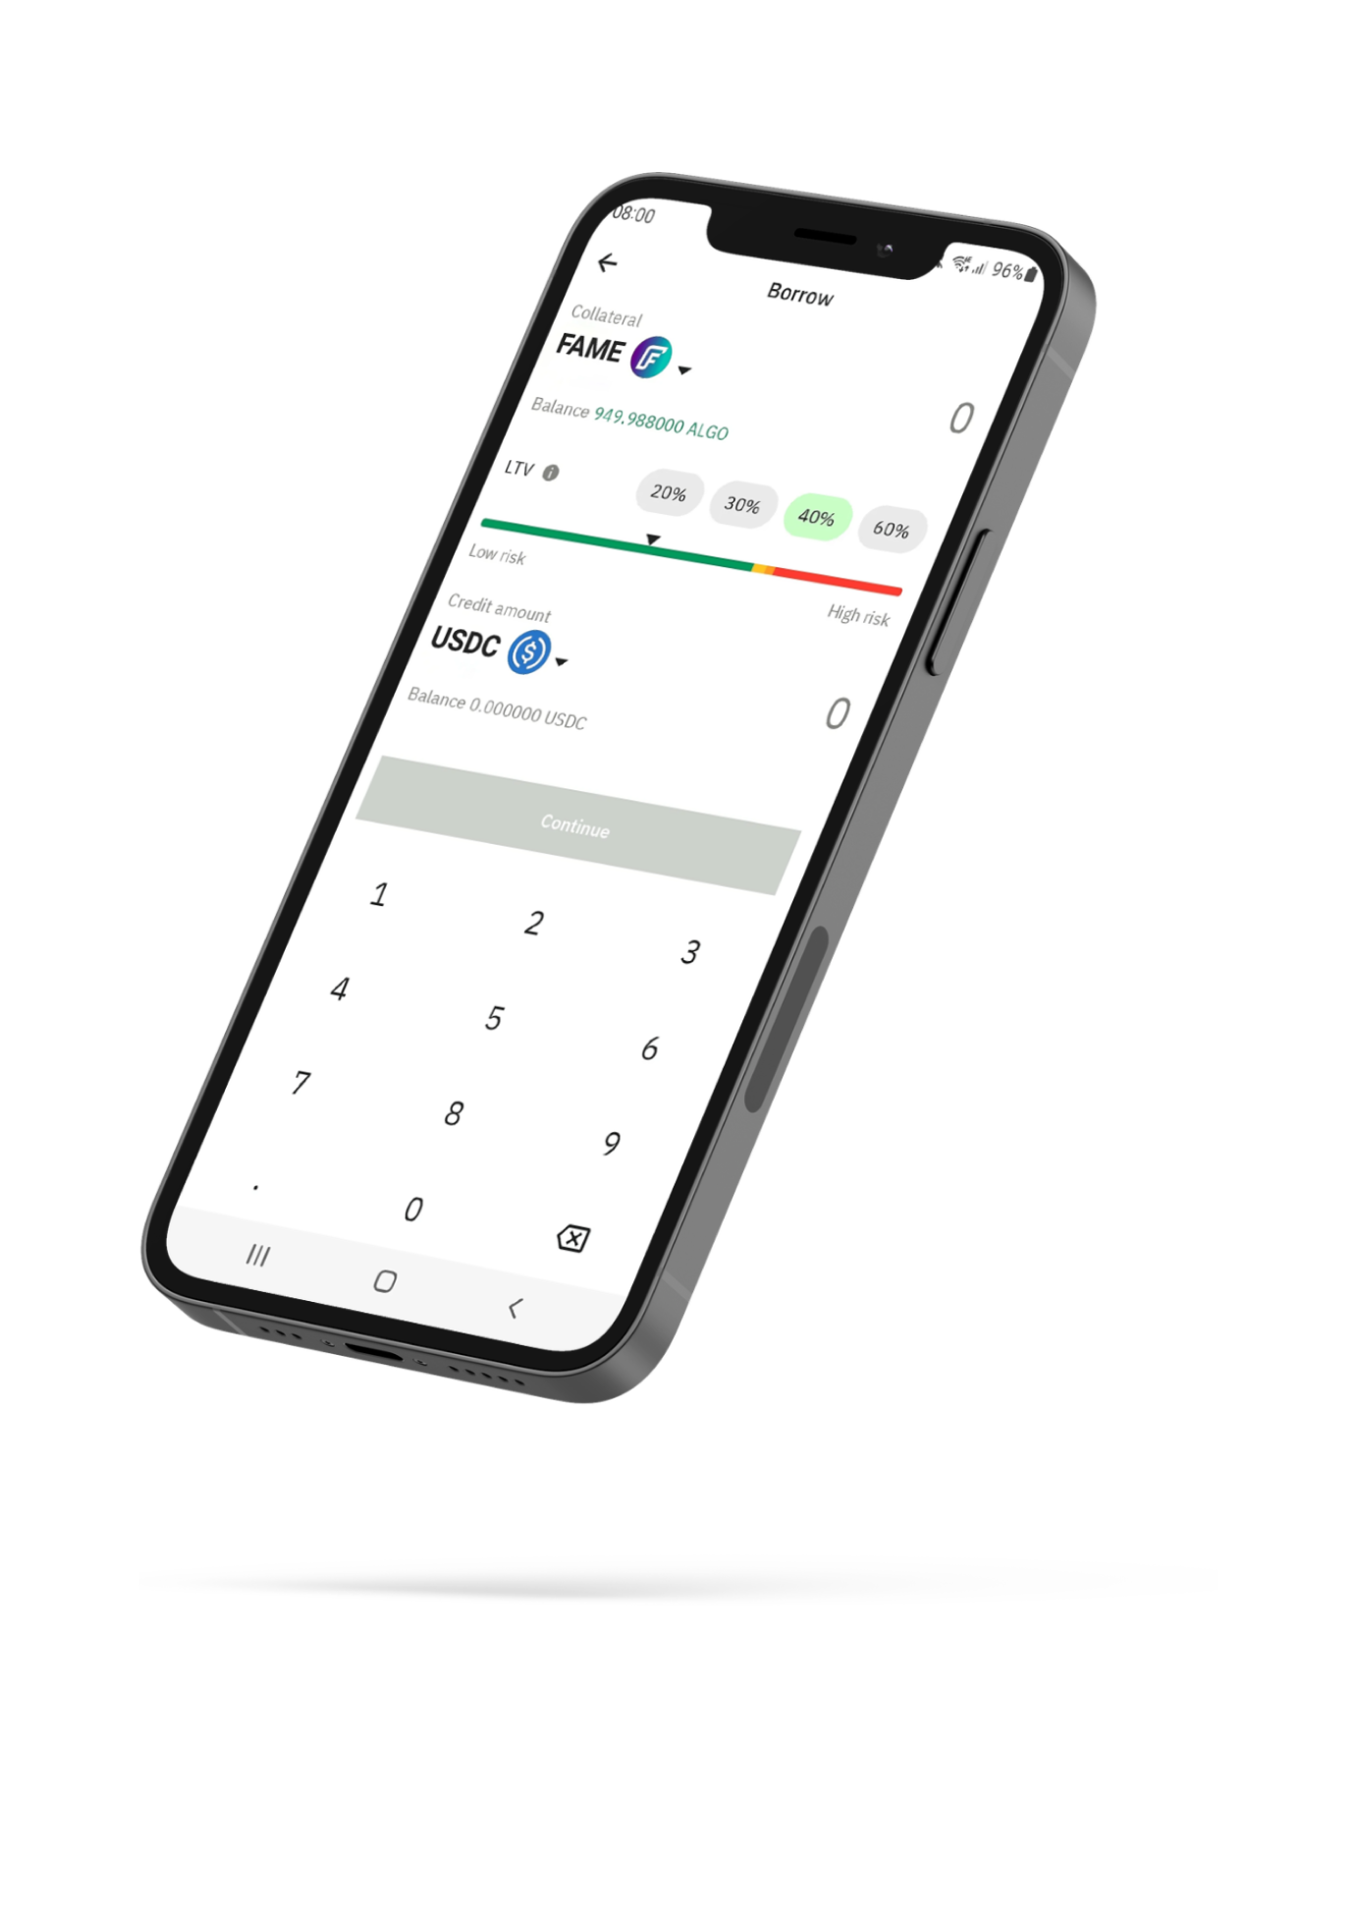 08:00
96%
Borrow
Collateral
FAME
0
Balance 949.988000 ALGO
LTV
20% 30% 40% 60%
Low risk
High risk
Credit amount
USDC
0
Balance 0.000000 USDC
Continue
1 2 3
4 5 6
7 8 9
. 0